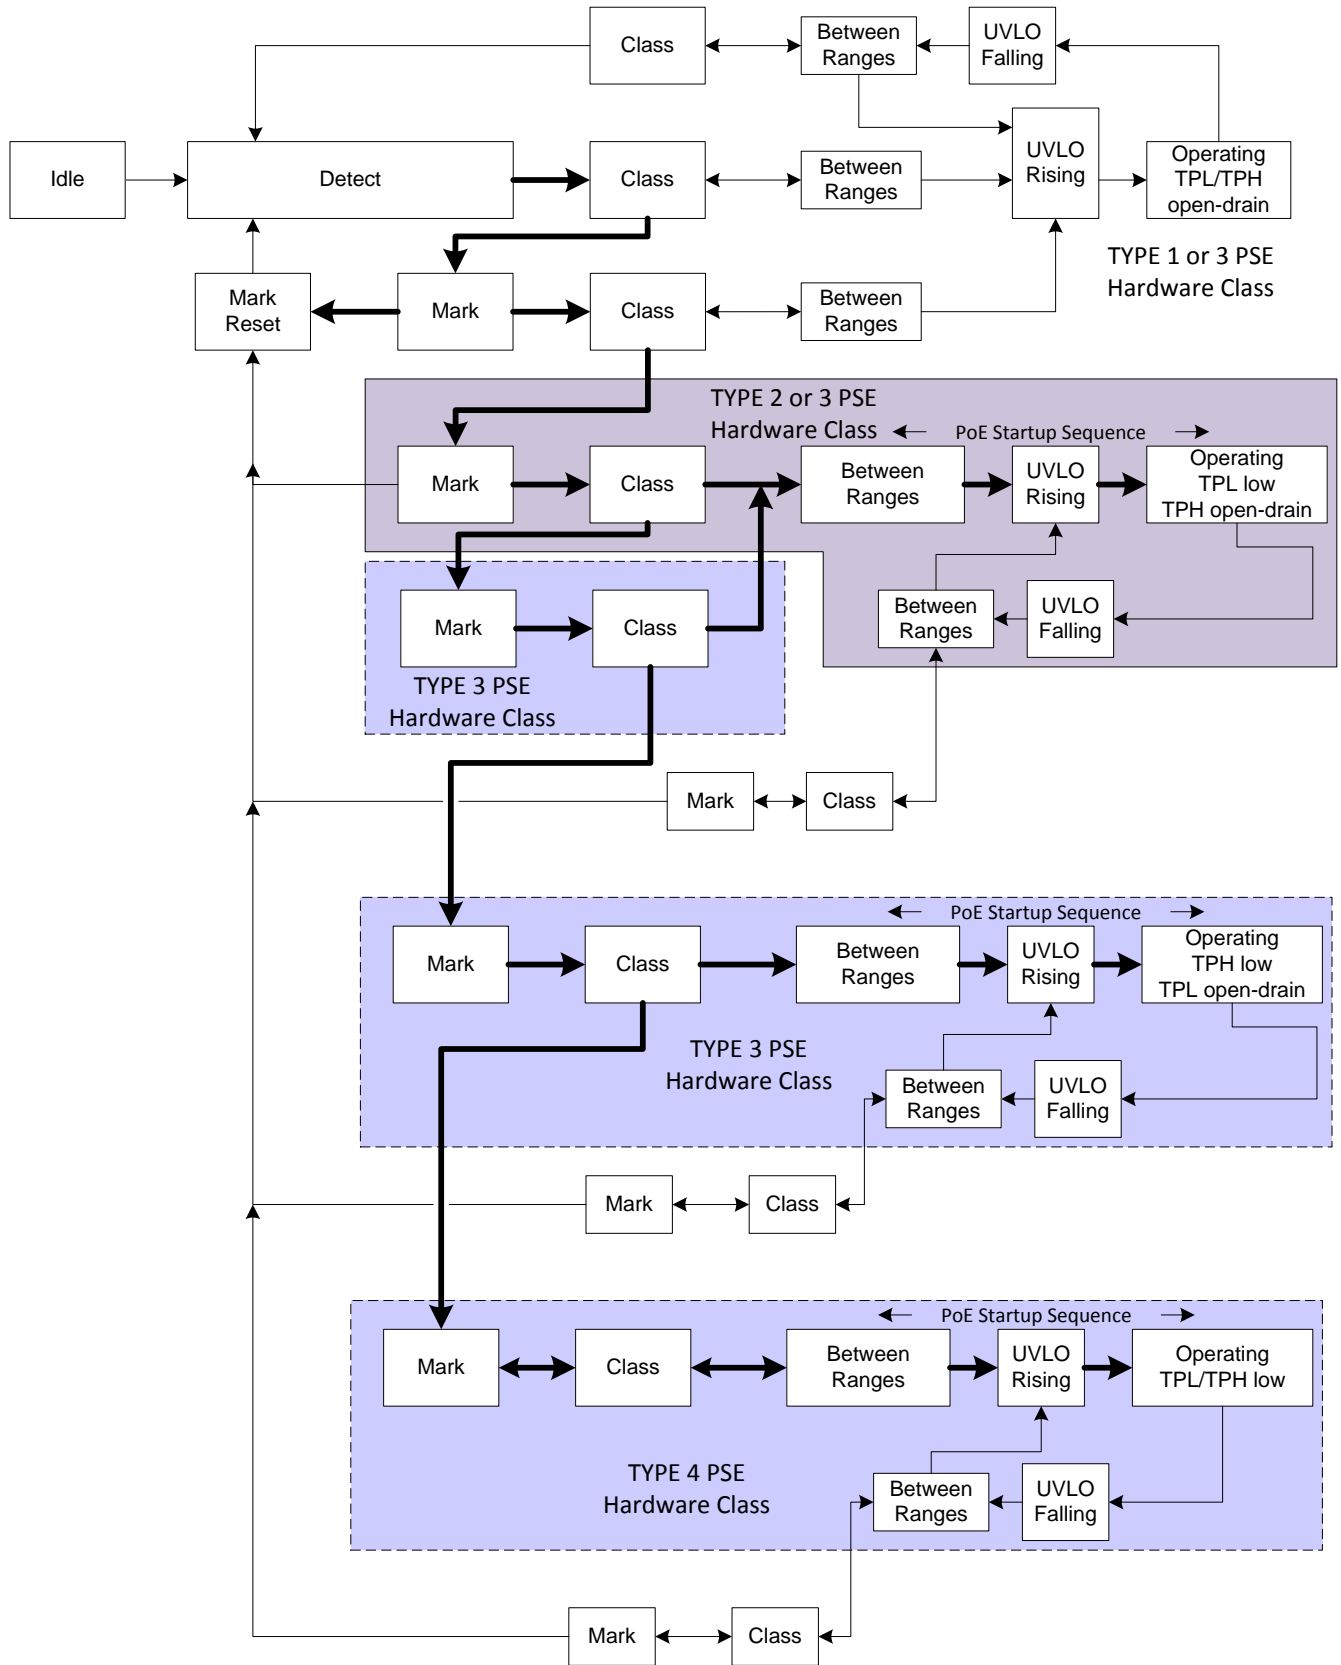 Class
Between
Ranges
UVLO
Falling
Idle
Detect
Class
Between
Ranges
UVLO
Rising
Operating
TPL/TPH
open-drain
TYPE 1 or 3 PSE
Hardware Class
Mark
Reset
Mark
Class
Between
Ranges
TYPE 2 or 3 PSE
Hardware Class
PoE Startup Sequence
Mark
Class
Between
Ranges
UVLO
Rising
Operating
TPL low
TPH open-drain
Between
Ranges
UVLO
Falling
Mark
Class
TYPE 3 PSE
Hardware Class
Mark
Class
PoE Startup Sequence
Mark
Class
Between
Ranges
UVLO
Rising
Operating
TPH low
TPL open-drain
TYPE 3 PSE
Hardware Class
Between
Ranges
UVLO
Falling
Mark
Class
PoE Startup Sequence
Mark
Class
Between
Ranges
UVLO
Rising
Operating
TPL/TPH low
TYPE 4 PSE
Hardware Class
Between
Ranges
UVLO
Falling
Mark
Class